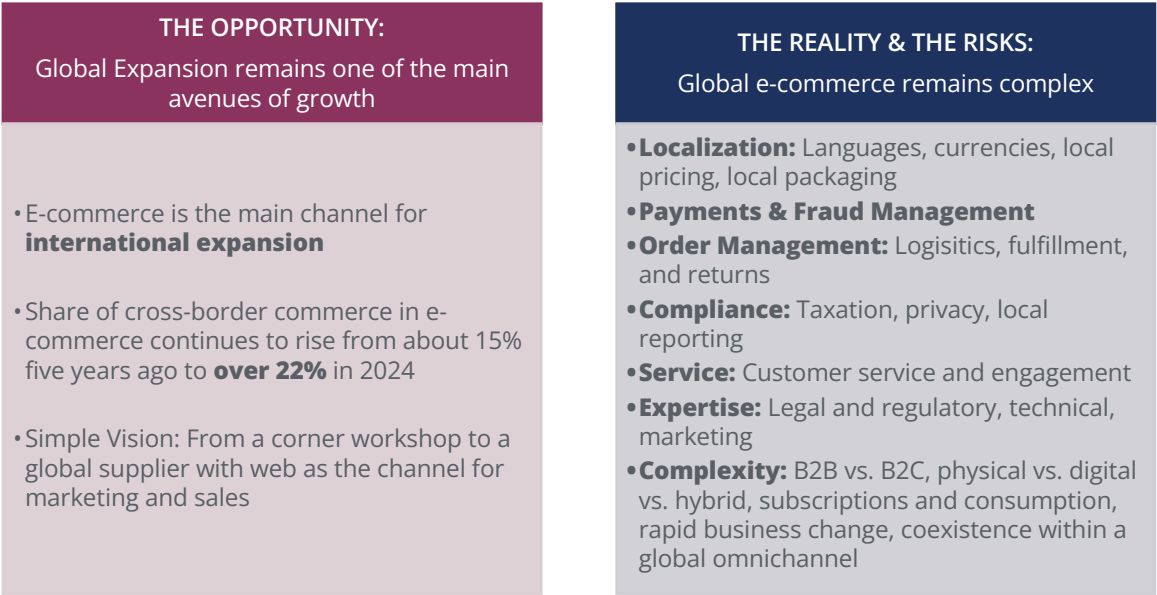 THE OPPORTUNITY:
Global Expansion remains one of the main
avenues of growth
•E-commerce is the main channel for
international expansion
•Share of cross-border commerce in e-
commerce continues to rise from about 15%
five years ago to over 22% in 2024
•Simple Vision: From a corner workshop to a
global supplier with web as the channel for
marketing and sales
THE REALITY & THE RISKS:
Global e-commerce remains complex
•Localization: Languages, currencies, local
pricing, local packaging
•Payments & Fraud Management
•Order Management: Logisitics, fulfillment,
and returns
•Compliance: Taxation, privacy, local
reporting
•Service: Customer service and engagement
•Expertise: Legal and regulatory, technical,
marketing
•Complexity: B2B vs. B2C, physical vs. digital
vs. hybrid, subscriptions and consumption,
rapid business change, coexistence within a
global omnichannel